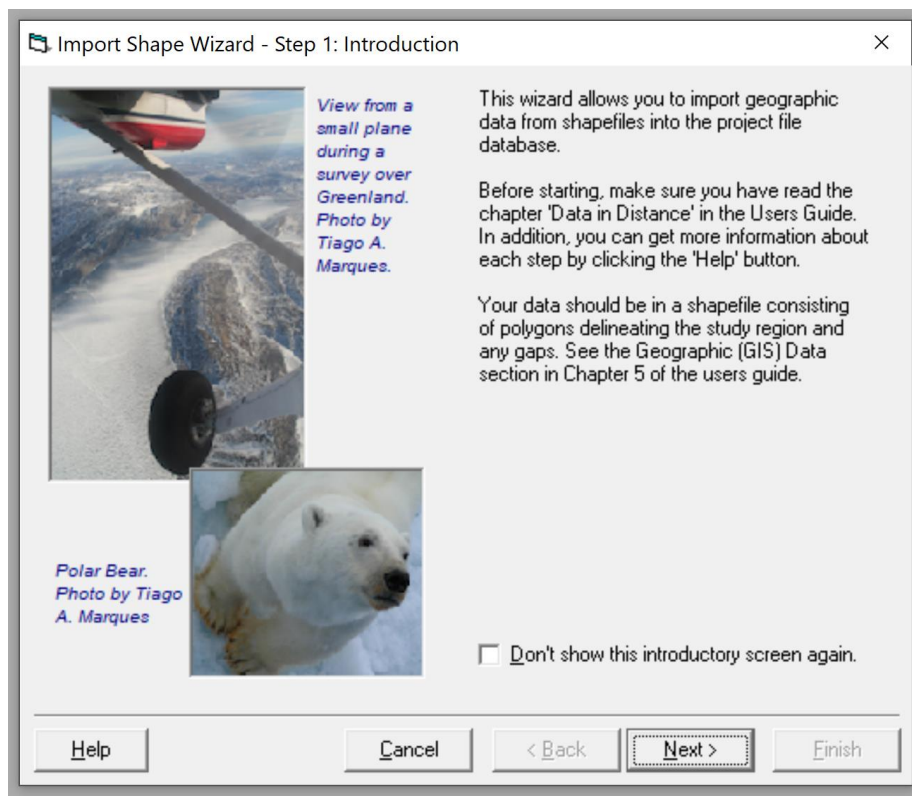 Import Shape Wizard - Step 1: Introduction
View from a
small plane
during a
survey over
Greenland.
Photo by
Tiago A.
Marques.
This wizard allows you to import geographic
data from shapefiles into the project file
database.
Before starting, make sure you have read the
chapter 'Data in Distance' in the Users Guide.
In addition, you can get more information about
each step by clicking the 'Help' button.
Your data should be in a shapefile consisting
of polygons delineating the study region and
any gaps. See the Geographic (GIS) Data
section in Chapter 5 of the users guide.
Polar Bear.
Photo by Tiago
A. Marques
Don't show this introductory screen again.
Help
Cancel
< Back
Next >
Finish